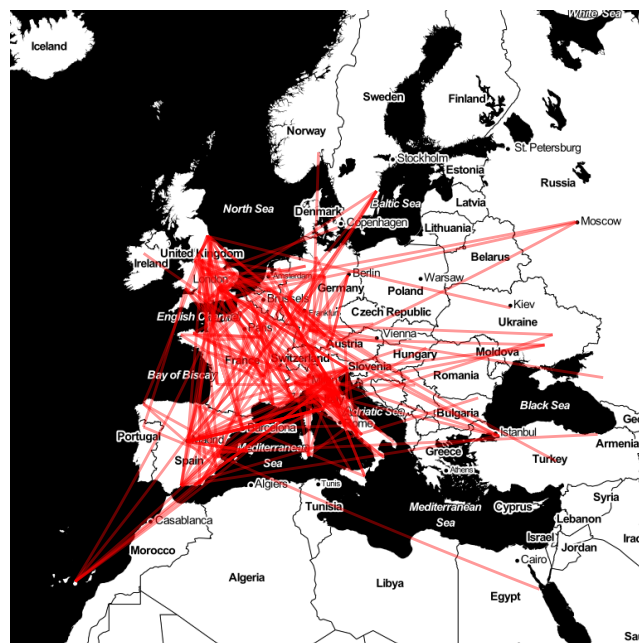 White Sea
Iceland
Sweden
Finland
Norway
St. Petersburg
Stockholm
Estonia
Russia
Latvia
Baltic Sea
North Sea
Denmark
Copenhagen
Moscow
Lithuania
United Kingdom
Ireland
Belarus
Amsterdam
Berlin
London
Warsaw
Germany
Poland
Brussels
Kiev
English Channel
Frankfurt
Czech Republic
Ukraine
Paris
Vienna
Austria
France
Switzerland
Hungary
Moldova
Bay of Biscay
Slovenia
Romania
Adriatic Sea
Black Sea
Portugal
Barcelona
Rome
Bulgaria
Istanbul
Madrid
Armenia
Mediterranean
Sea
Spain
Greece
Turkey
Athens
Algiers
Tunis
Syria
Tunisia
Mediterranean
Sea
Cyprus
Lebanon
Casablanca
Israel
Iraq
Morocco
Jordan
Cairo
Algeria
Libya
Egypt